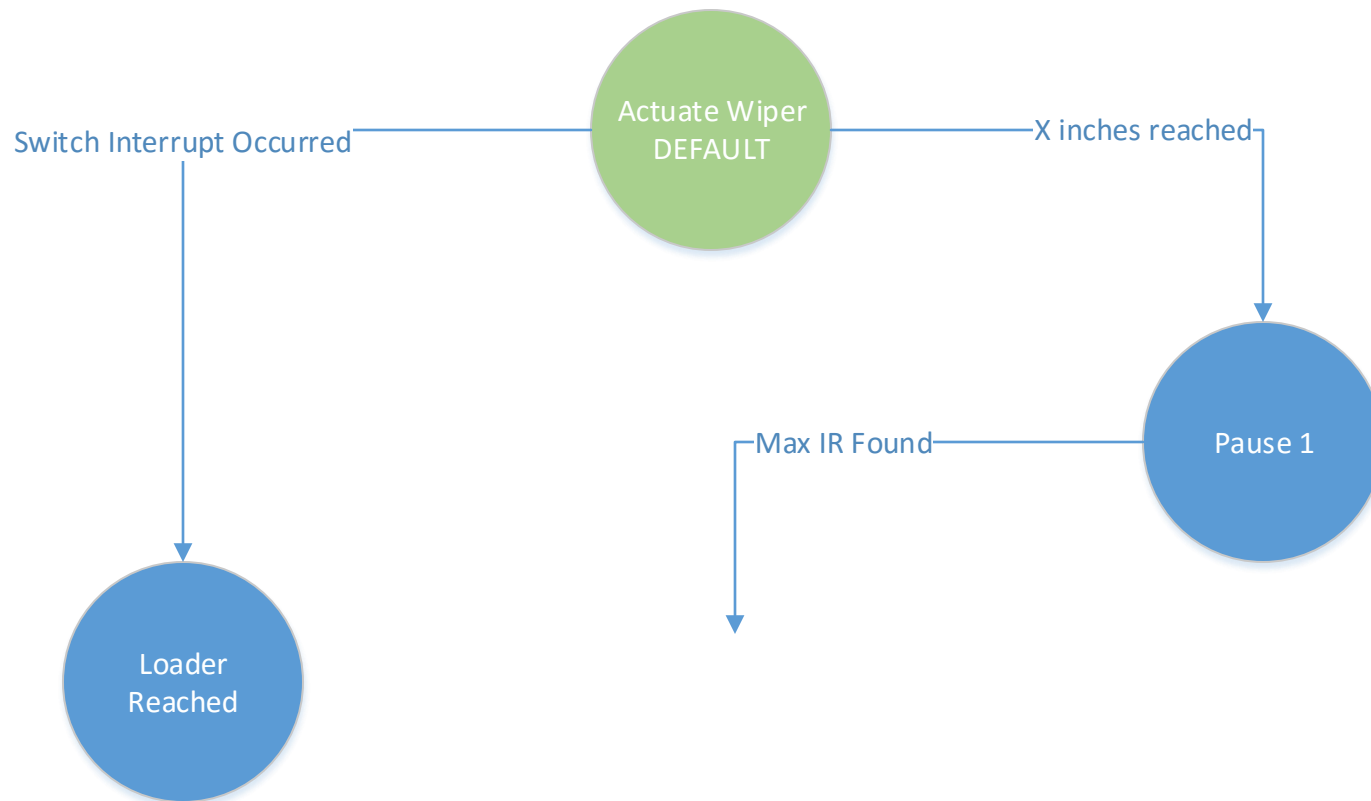 Actuate Wiper
DEFAULT
Switch Interrupt Occurred
X inches reached
Max IR Found
Pause 1
Loader
Reached